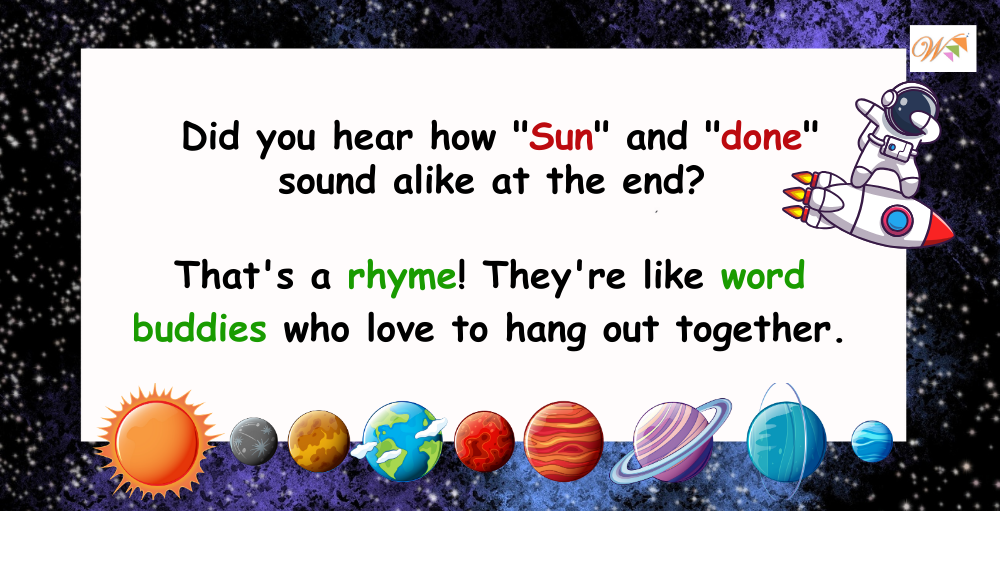 W
Did you hear how "Sun" and "done"
sound alike at the end?
That's a rhyme! They're like word
buddies who love to hang out together.